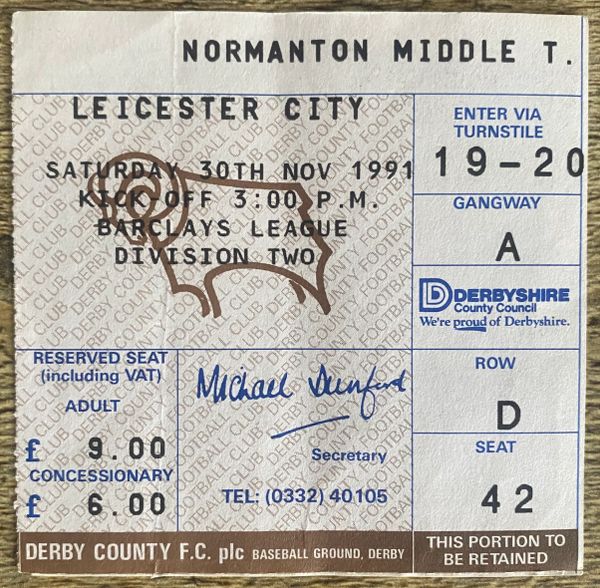 NORMANTON MIDDLE T.
LEICESTER CITY
SATURDAY 30TH NOV 1991
KICK-OFF 3:00 P.M.
BARCLAYS LEAGUE
DIVISION TWO
ENTER VIA
TURNSTILE
19-20
GANGWAY
A
DERBYSHIRE
County Council
We're proud of Derbyshire.
RESERVED SEAT
(including VAT)
ADULT
£ 9.00
CONCESSIONARY
£ 6.00
Michael Dunford
Secretary
TEL: (0332) 40105
ROW
D
SEAT
42
DERBY COUNTY F.C. plc BASEBALL GROUND, DERBY
THIS PORTION TO
BE RETAINED